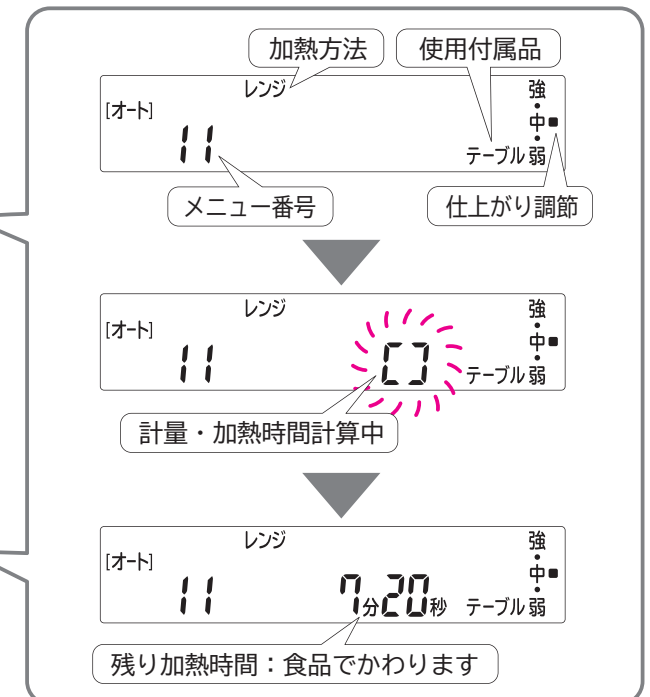 加熱方法 使用付属品
レンジ 強
[オート] 中
11 テーブル 弱
メニュー番号 仕上がり調節
レンジ 強
[オート] 中
11 テーブル 弱
計量・加熱時間計算中
レンジ 強
[オート] 中
11 7分20秒 テーブル 弱
残り加熱時間：食品でかわります